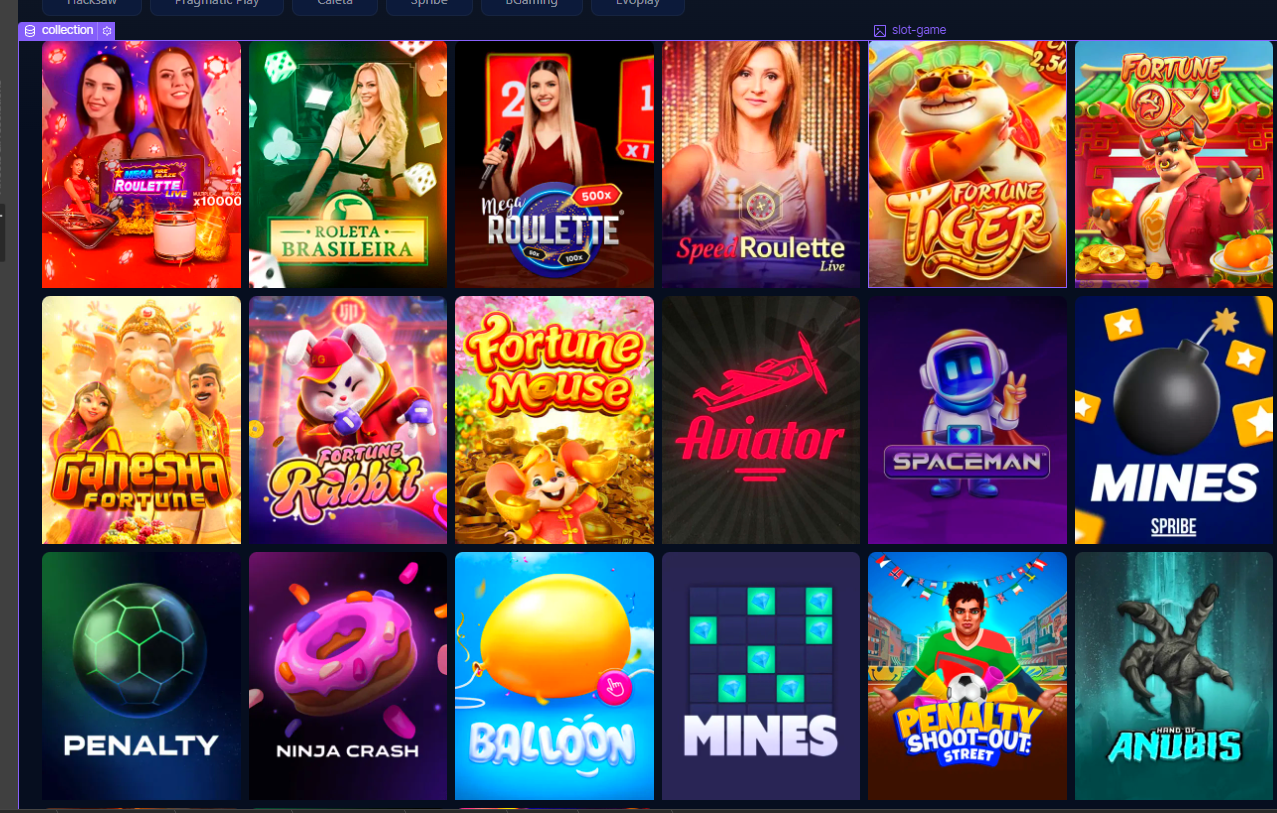 Hacksaw
Pragmatic Play
Caleta
Spribe
BGaming
Evoplay
collection
slot-game
MEGA FIRE BLAZE
ROULETTE
LIVE
x10000
ROLETA
BRASILEIRA
2
1
x1
500x
Mega
ROULETTE
50x
100x
Speed Roulette
Live
2,50
FORTUNE
TIGER
FORTUNE
OX
GANESHA
FORTUNE
FORTUNE
Rabbit
Fortune
Mouse
Aviator
SPACEMAN™
MINES
SPRIBE
PENALTY
NINJA CRASH
BALLOON
MINES
PENALTY
SHOOT-OUT:
STREET
HAND OF
ANUBIS